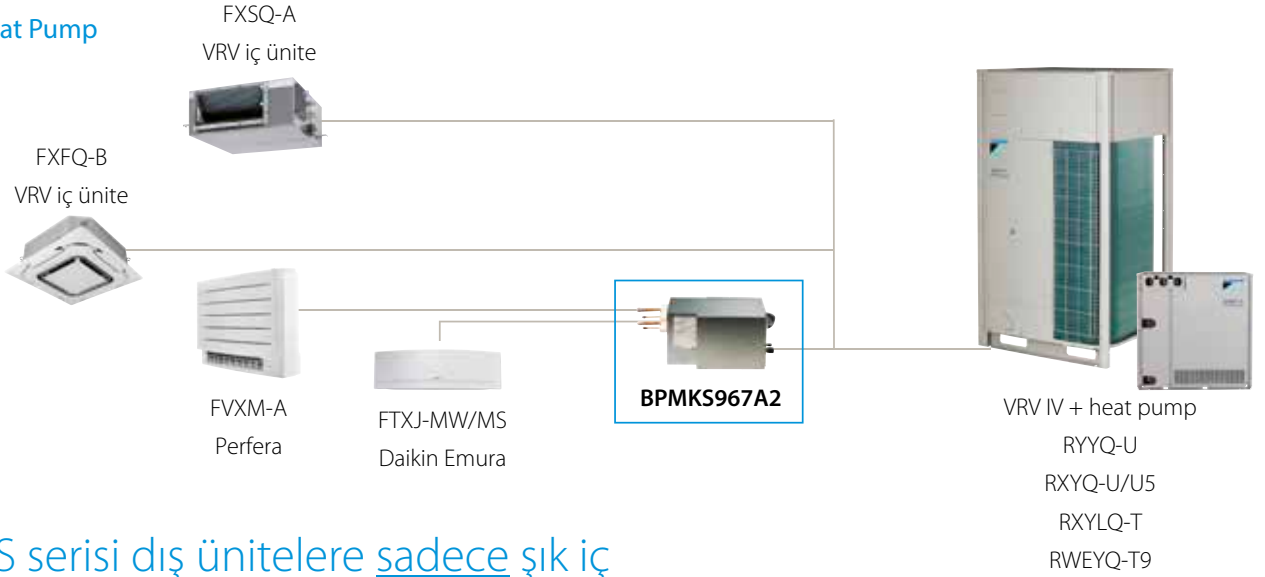 at Pump
FXSQ-A
VRV iç ünite
FXFQ-B
VRV iç ünite
FVXM-A
Perfera
FTXJ-MW/MS
Daikin Emura
BPMKS967A2
VRV IV + heat pump
RYYQ-U
RXYQ-U/U5
RXYLQ-T
RWEYQ-T9
S serisi dış ünitelere sadece şık iç